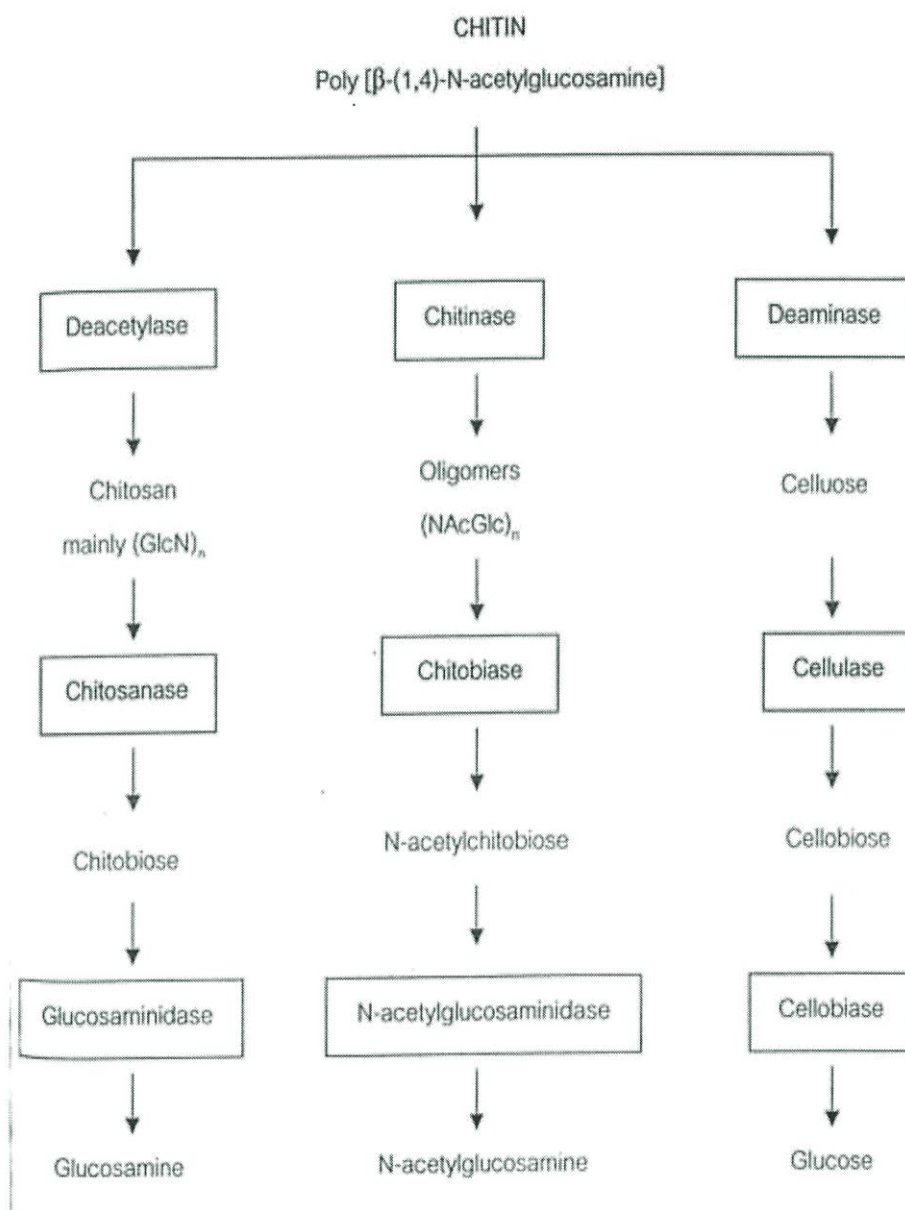 CHITIN
Poly [β-(1,4)-N-acetylglucosamine]
Deacetylase
Chitinase
Deaminase
Chitosan
mainly (GlcN)n
Oligomers
(NAcGlc)n
Celluose
Chitosanase
Chitobiase
Cellulase
Chitobiose
N-acetylchitobiose
Cellobiose
Glucosaminidase
N-acetylglucosaminidase
Cellobiase
Glucosamine
N-acetylglucosamine
Glucose